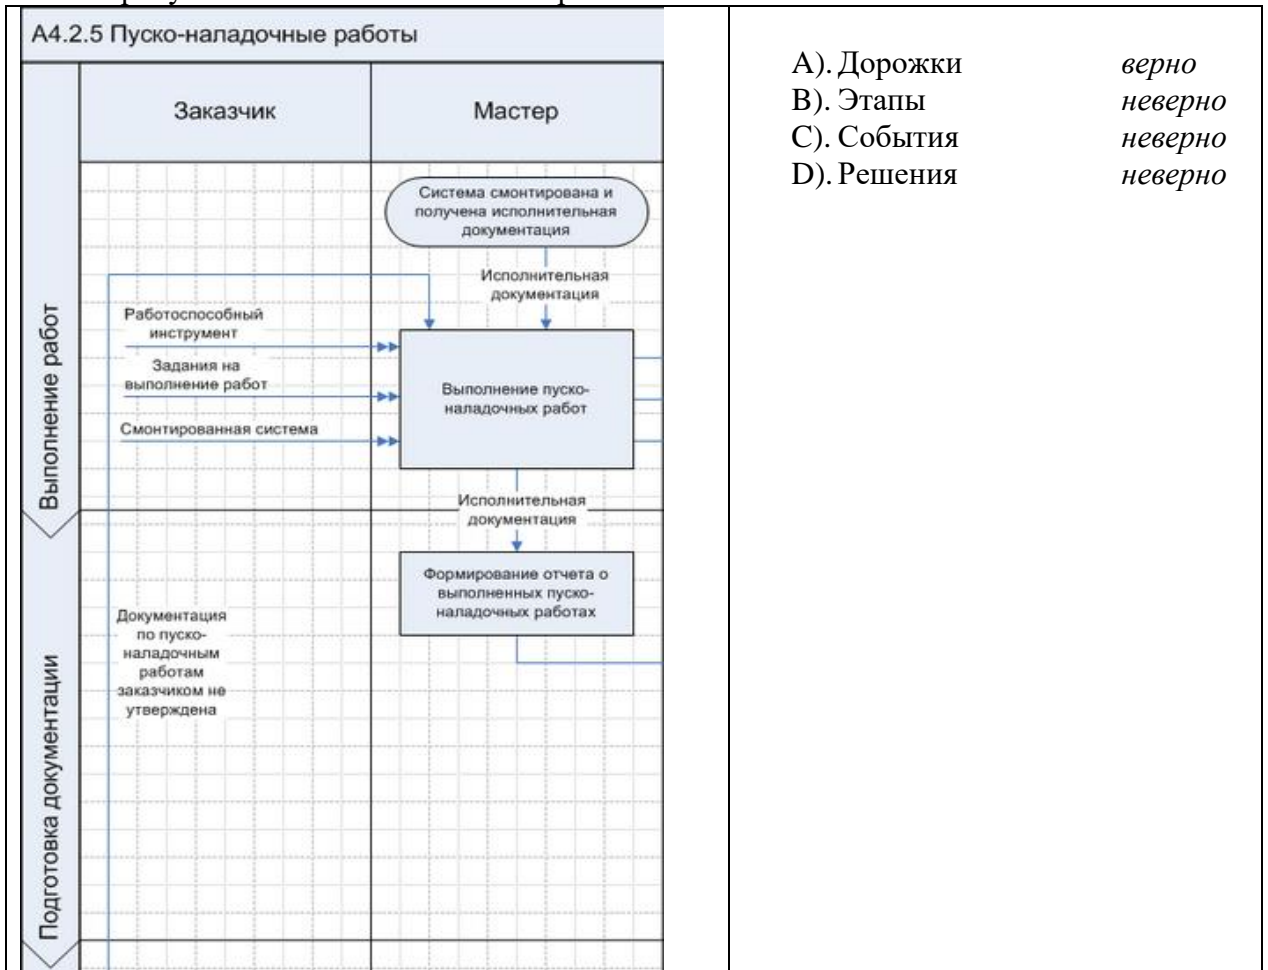 А4.2.5 Пуско-наладочные работы
Заказчик
Мастер
Система смонтирована и
получена исполнительная
документация
Исполнительная
документация
Работоспособный
инструмент
Задания на
выполнение работ
Смонтированная система
Выполнение пуско-
наладочных работ
Исполнительная
документация
Формирование отчета о
выполненных пуско-
наладочных работах
Документация
по пуско-
наладочным
работам
заказчиком не
утверждена
Выполнение работ
Подготовка документации
A). Дорожки верно
B). Этапы неверно
C). События неверно
D). Решения неверно